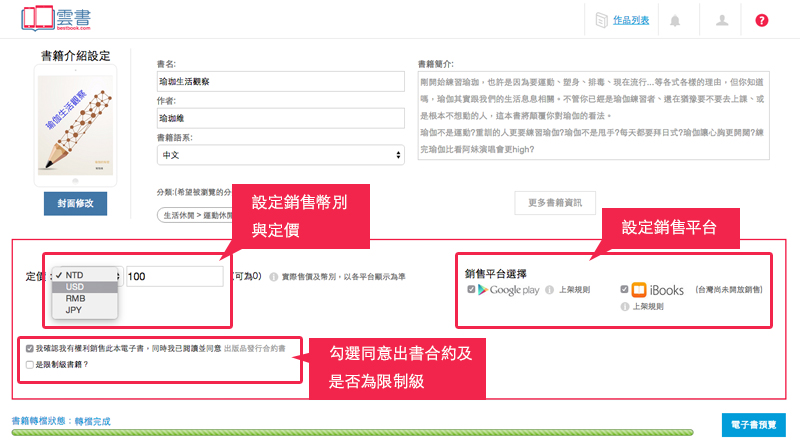 雲書
bestbook.com
作品列表
?
書籍介紹設定
瑜珈生活觀察
封面修改
書名:
瑜珈生活觀察
作者:
瑜珈維
書籍語系:
中文
分類:(希望被瀏覽的分
生活休閒 > 運動休閒
書籍簡介:
剛開始練習瑜珈，也許是因為要運動、塑身、排毒、現在流行...等各式各樣的理由，但你知道
嗎，瑜珈其實跟我們的生活息息相關。不管你已經是瑜珈練習者、還在猶豫要不要去上課、或
是根本不想動的人，這本書將顛覆你對瑜珈的看法。
瑜珈不是運動?重訓的人更要練習瑜珈?瑜珈不是甩手?每天都要拜日式?瑜珈讓心胸更開闊?練
完瑜珈比看阿妹演唱會更high?
更多書籍資訊
設定銷售幣別
與定價
設定銷售平台
定價:
NTD
USD
RMB
JPY
100
(可為0)
實際售價及幣別，以各平台顯示為準
銷售平台選擇
Google play
上架規則
iBooks
(台灣尚未開放銷售)
上架規則
我確認我有權利銷售此本電子書，同時我已閱讀並同意 出版品發行合約書
是限制級書籍？
勾選同意出書合約及
是否為限制級
書籍轉檔狀態：轉檔完成
電子書預覽